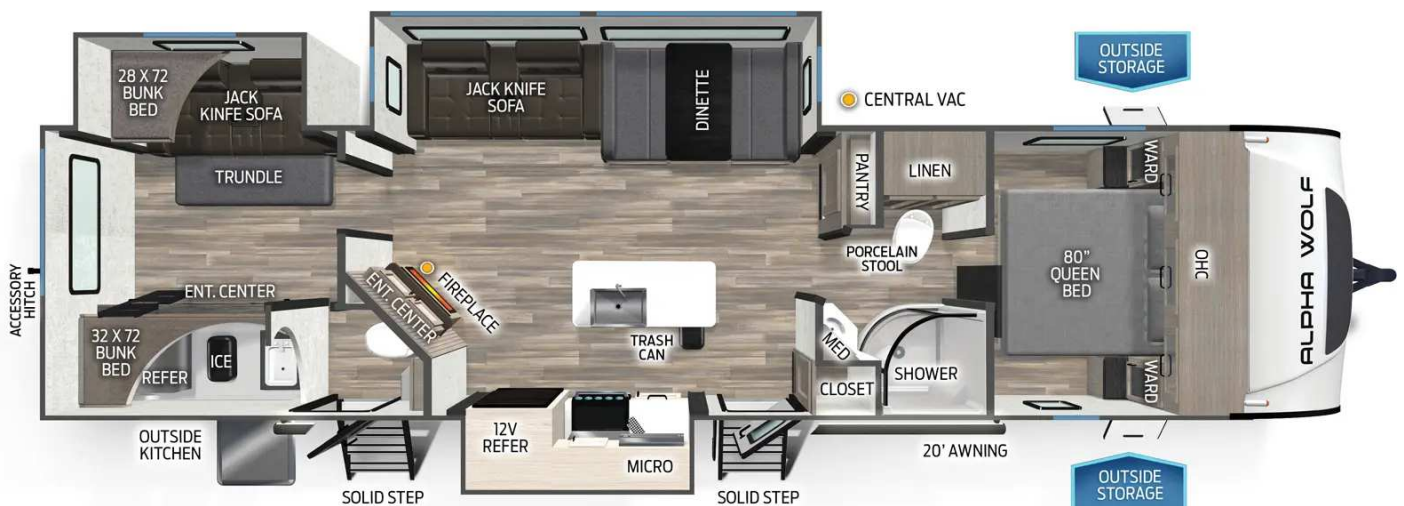 OUTSIDE
STORAGE
28 X 72
BUNK
BED
JACK
KINFE SOFA
JACK KNIFE
SOFA
DINETTE
CENTRAL VAC
TRUNDLE
PANTRY
LINEN
WARD
PORCELAIN
STOOL
80"
QUEEN
BED
OHC
ALPHA WOLF
ACCESSORY
HITCH
ENT. CENTER
FIREPLACE
ENT. CENTER
32 X 72
BUNK
BED
REFER
ICE
TRASH
CAN
MED
CLOSET
SHOWER
WARD
OUTSIDE
KITCHEN
12V
REFER
MICRO
20' AWNING
SOLID STEP
SOLID STEP
OUTSIDE
STORAGE